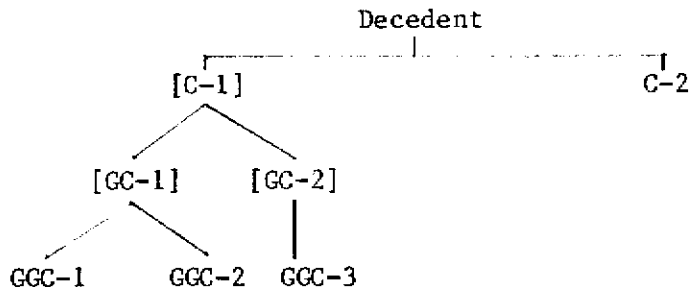 Decedent
[C-1] C-2
[GC-1] [GC-2]
GGC-1 GGC-2 GGC-3